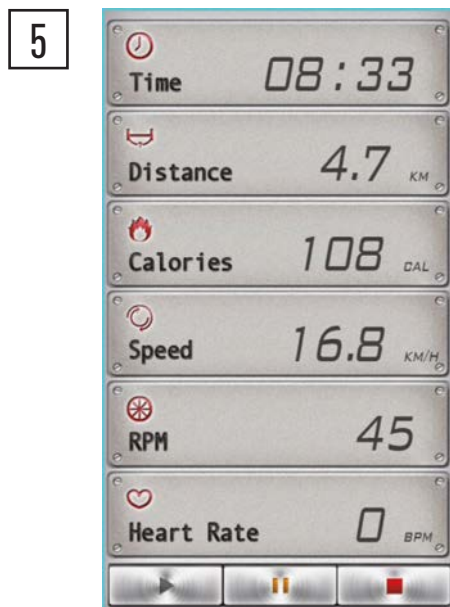 5
Time 08:33
Distance 4.7 KM
Calories 108 CAL
Speed 16.8 KM/H
RPM 45
Heart Rate 0 BPM